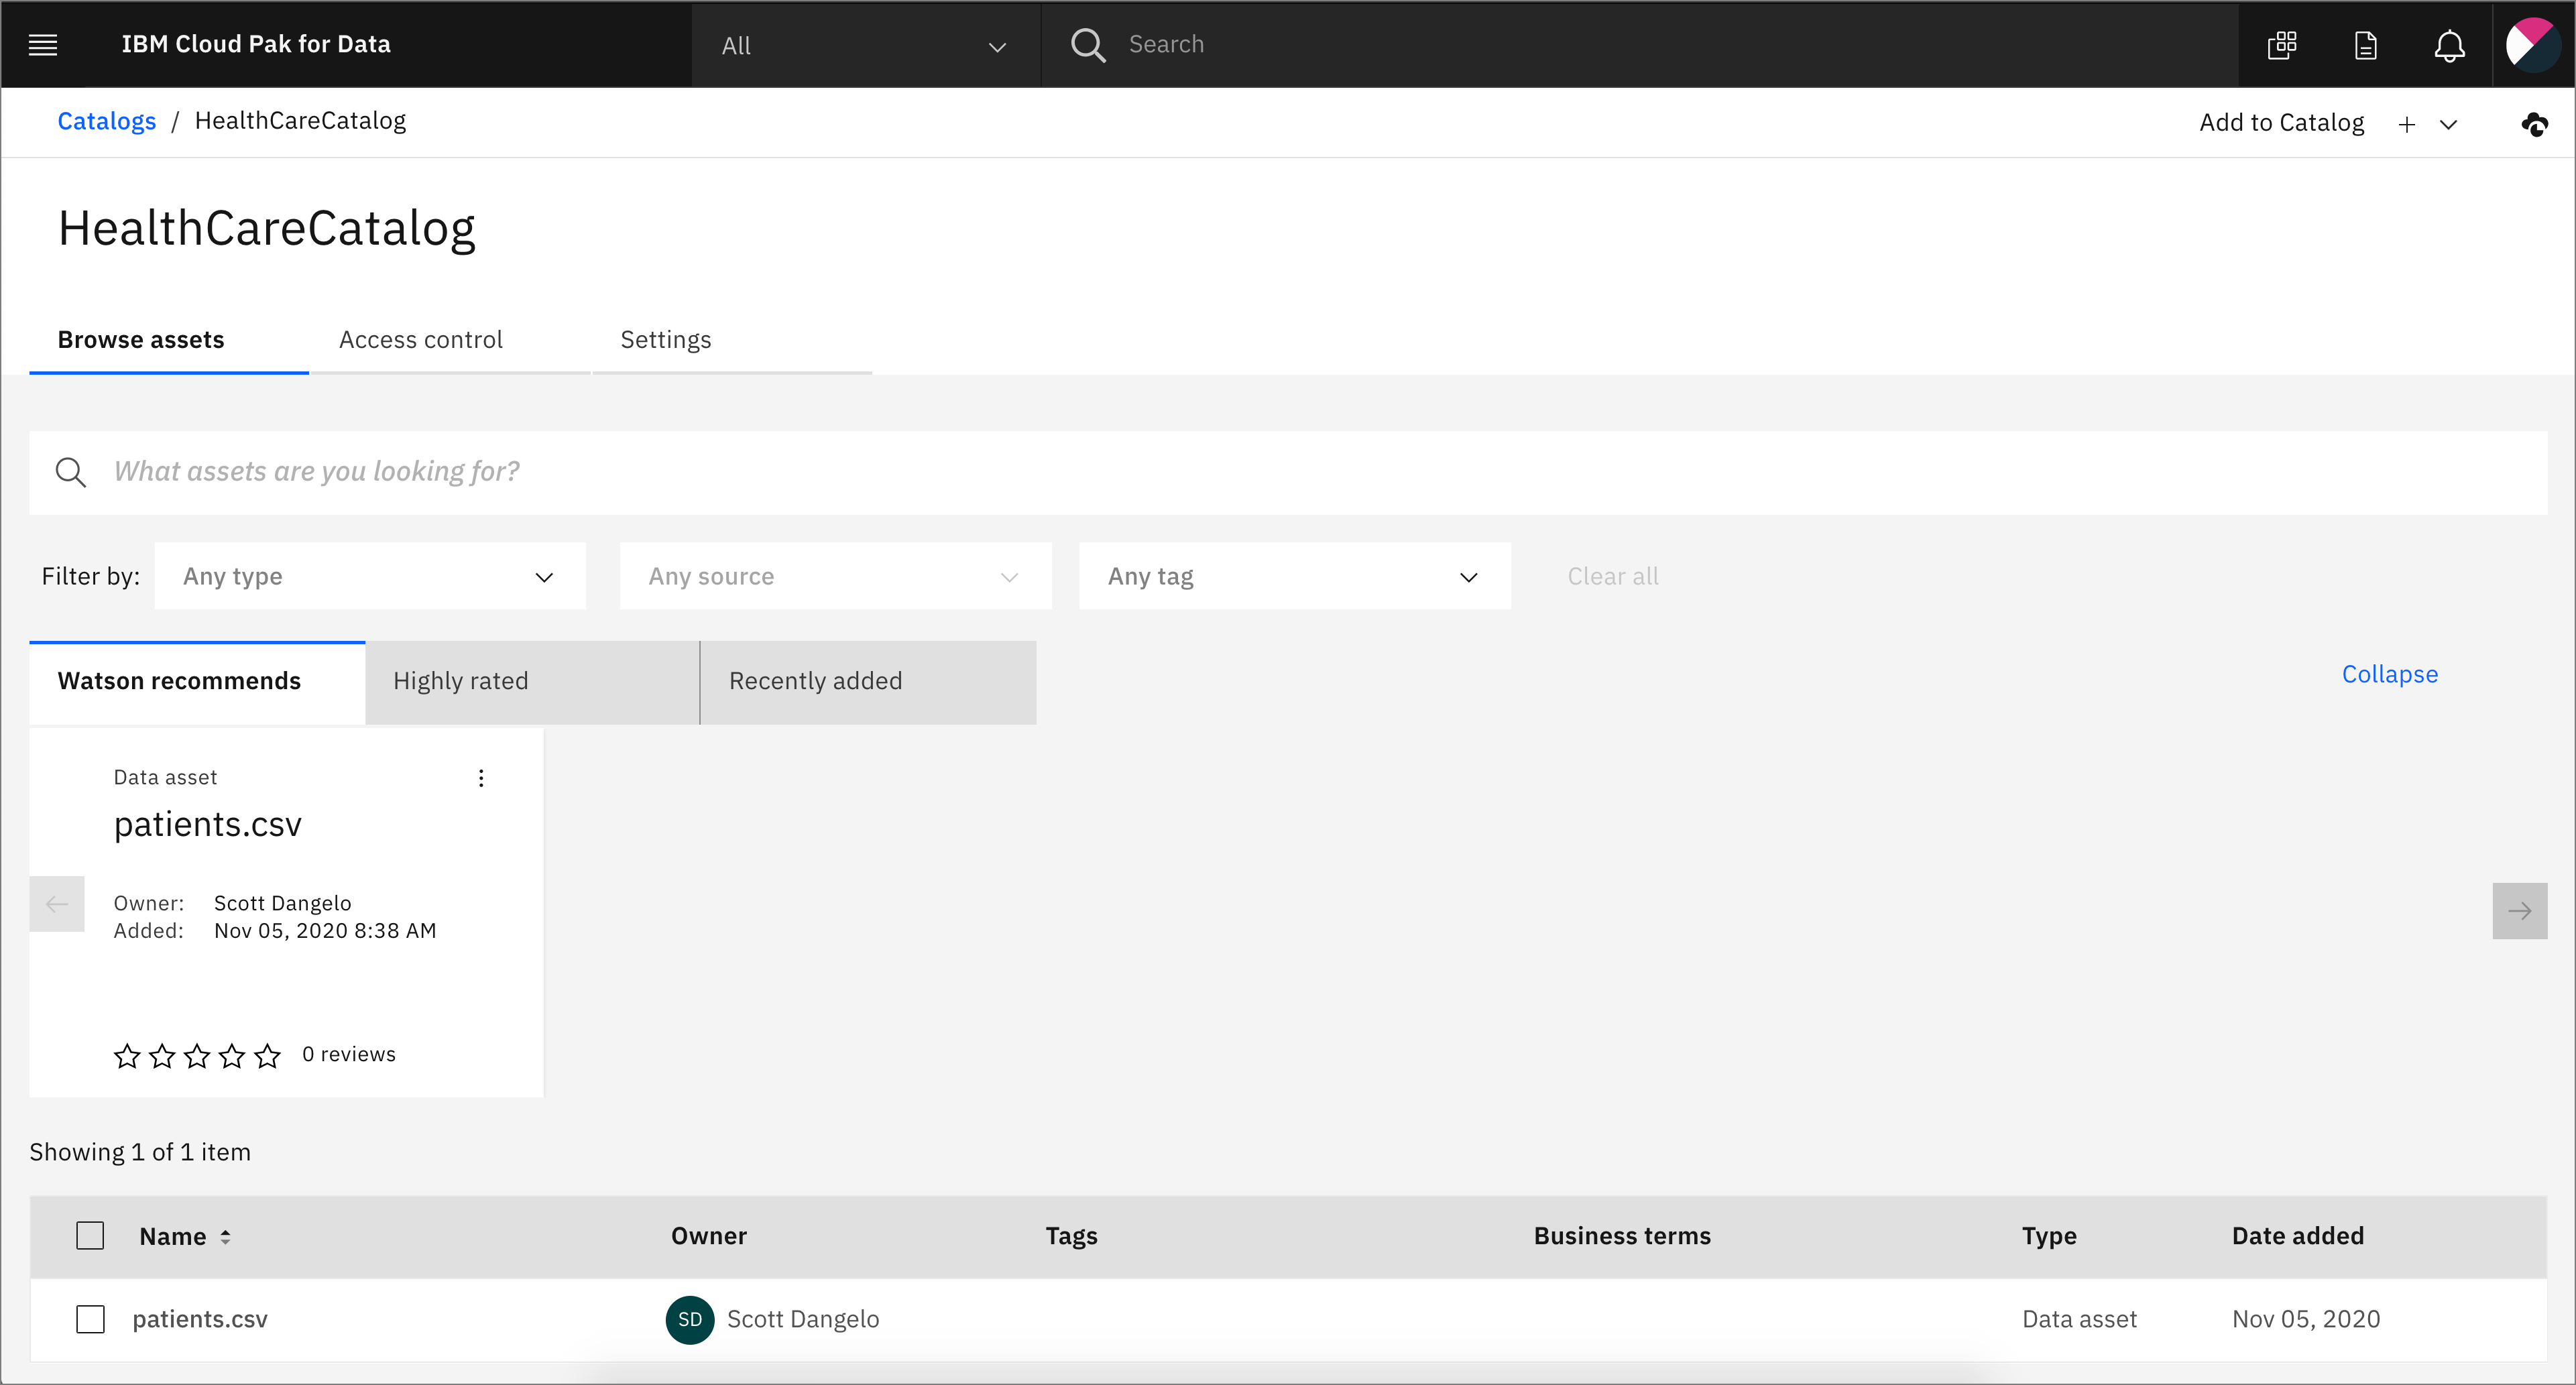 IBM Cloud Pak for Data
All
Search
Catalogs / HealthCareCatalog
Add to Catalog
HealthCareCatalog
Browse assets
Access control
Settings
What assets are you looking for?
Filter by:
Any type
Any source
Any tag
Clear all
Watson recommends
Highly rated
Recently added
Collapse
Data asset
patients.csv
Owner: Scott Dangelo
Added: Nov 05, 2020 8:38 AM
0 reviews
Showing 1 of 1 item
Name Owner Tags Business terms Type Date added
patients.csv SD Scott Dangelo Data asset Nov 05, 2020